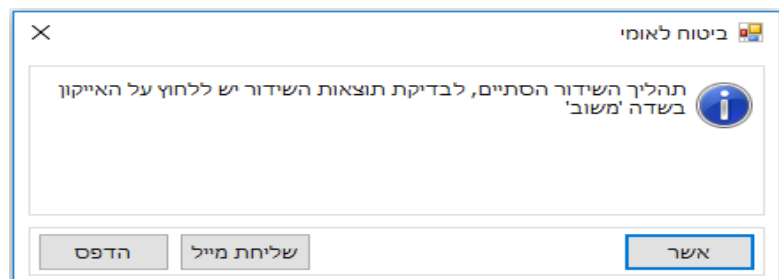 ביטוח לאומי
תהליך השידור הסתיים, לבדיקת תוצאות השידור יש ללחוץ על האייקון
בשדה 'משוב'
אשר
שליחת מייל
הדפס